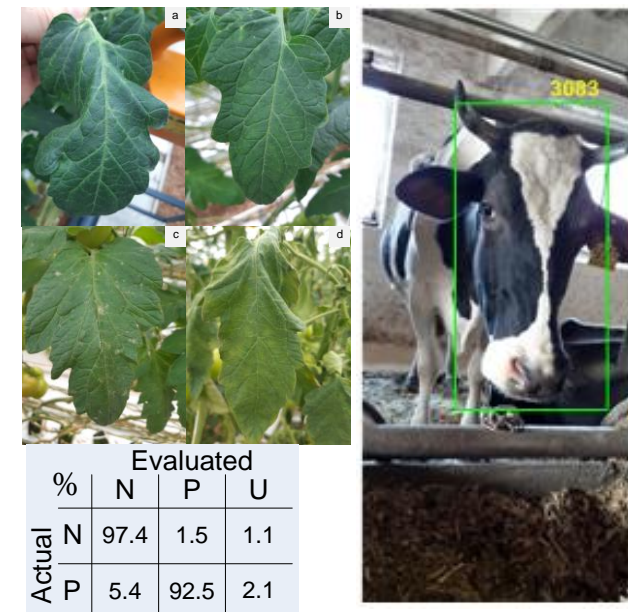 a
b
c
d
3083
Evaluated
% N P U
Actual
N 97.4 1.5 1.1
P 5.4 92.5 2.1